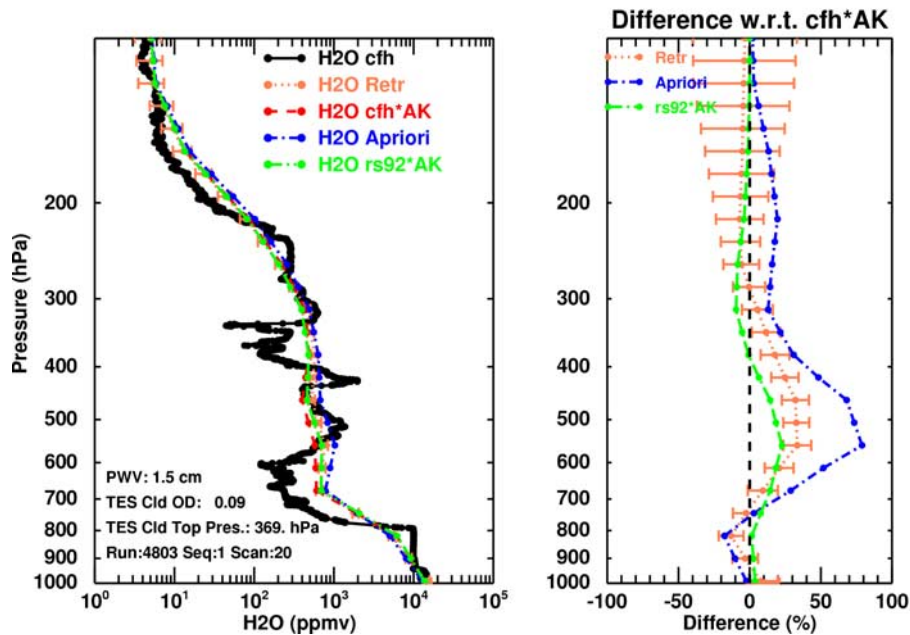 Difference w.r.t. cfh*AK
H2O cfh
H2O Retr
H2O cfh*AK
H2O Apriori
H2O rs92*AK
Retr
Apriori
rs92*AK
Pressure (hPa)
200
300
400
500
600
700
800
900
1000
PWV: 1.5 cm
TES Cld OD: 0.09
TES Cld Top Pres.: 369. hPa
Run:4803 Seq:1 Scan:20
10^0 10^1 10^2 10^3 10^4 10^5
H2O (ppmv)
200
300
400
500
600
700
800
900
1000
-100 -50 0 50 100
Difference (%)